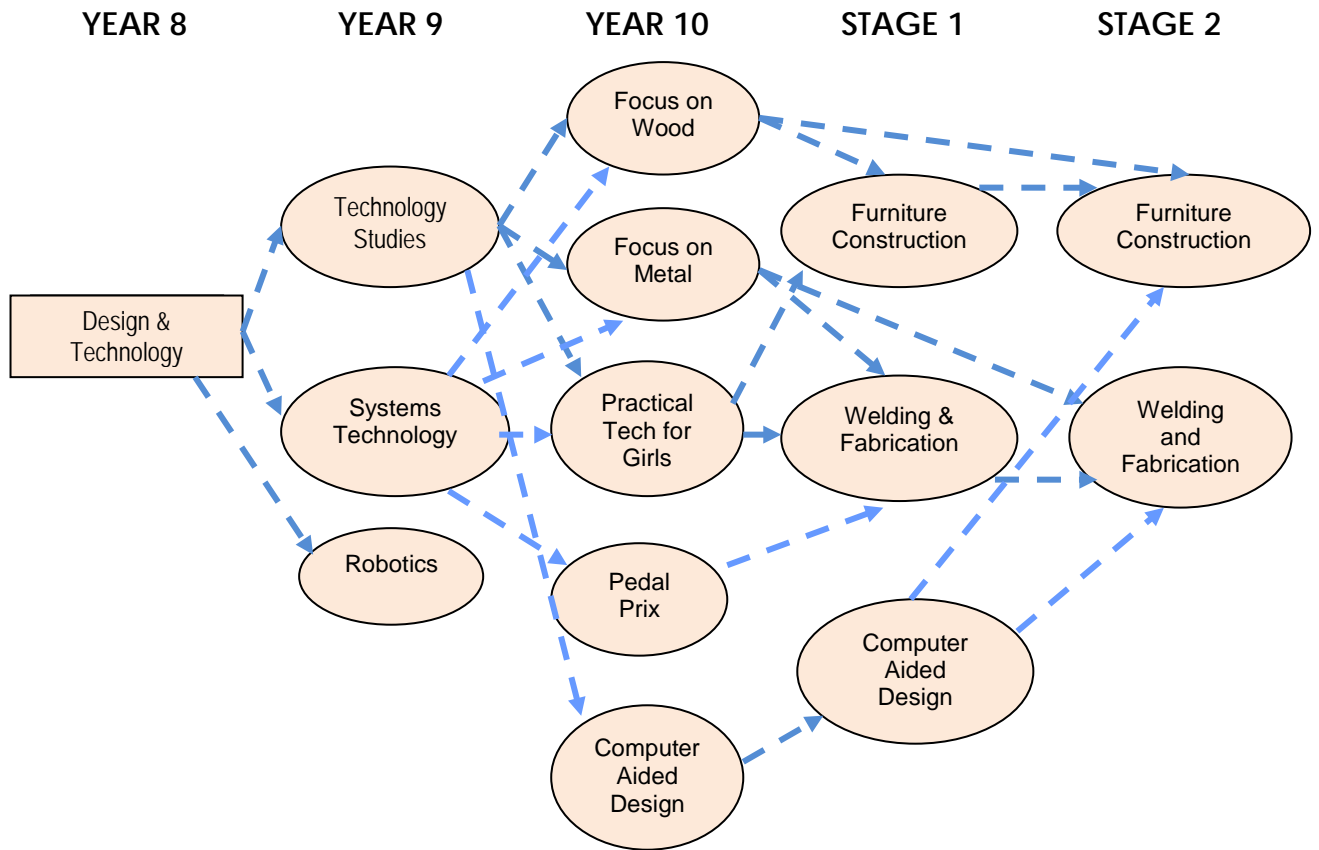 YEAR 8
YEAR 9
YEAR 10
STAGE 1
STAGE 2
Design &
Technology
Technology
Studies
Systems
Technology
Robotics
Focus on
Wood
Focus on
Metal
Practical
Tech for
Girls
Pedal
Prix
Computer
Aided
Design
Furniture
Construction
Welding &
Fabrication
Computer
Aided
Design
Furniture
Construction
Welding
and
Fabrication